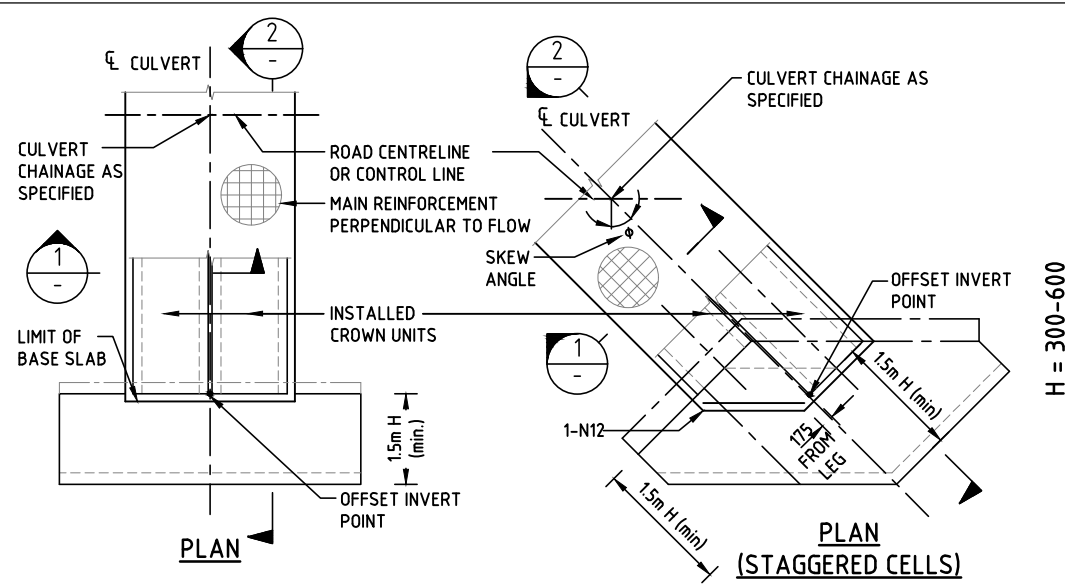 2
-
℄ CULVERT
CULVERT
CHAINAGE AS
SPECIFIED
ROAD CENTRELINE
OR CONTROL LINE
MAIN REINFORCEMENT
PERPENDICULAR TO FLOW
1
-
INSTALLED
CROWN UNITS
LIMIT OF
BASE SLAB
1.5m H
(min.)
OFFSET INVERT
POINT
PLAN
2
-
℄ CULVERT
CULVERT CHAINAGE AS
SPECIFIED
SKEW
ANGLE
ϕ
OFFSET INVERT
POINT
1
-
1-N12
175
FROM
LEG
1.5m H (min)
1.5m H (min)
PLAN
(STAGGERED CELLS)
H = 300-600